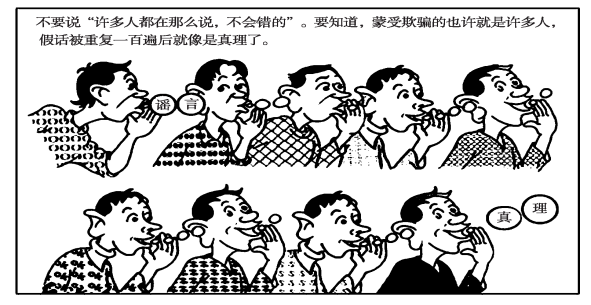 不要说“许多人都在那么说，不会错的”。要知道，蒙受欺骗的也许就是许多人，
假话被重复一百遍后就像是真理了。
谣言
真理